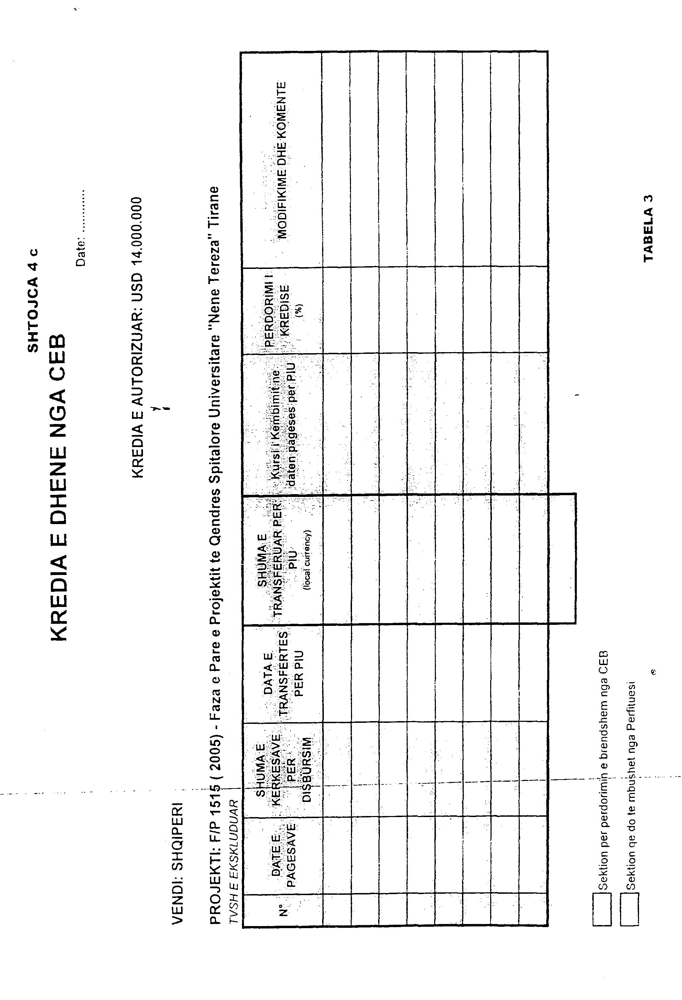 SHTOJCA 4 c
KREDIA E DHENE NGA CEB
Date: ............
KREDIA E AUTORIZUAR: USD 14.000.000
VENDI: SHQIPERI
PROJEKTI: F/P 1515 ( 2005) - Faza e Pare e Projektit te Qendres Spitalore Universitare "Nene Tereza" Tirane
TVSH E EKSKLUDUAR
N°
DATE E
PAGESAVE
SHUMA E
KERKESAVE
PER
DISBURSIM
DATA E
TRANSFERTES
PER PIU
SHUMA E
TRANSFERUAR PER
PIU
(local currency)
Kursi i Kembimit ne
daten pageses per PIU
PERDORIMI I
KREDISE
(%)
MODIFIKIME DHE KOMENTE
Sektion per perdorimin e brendshem nga CEB
Sektion qe do te mbushet nga Perfituesi
TABELA 3